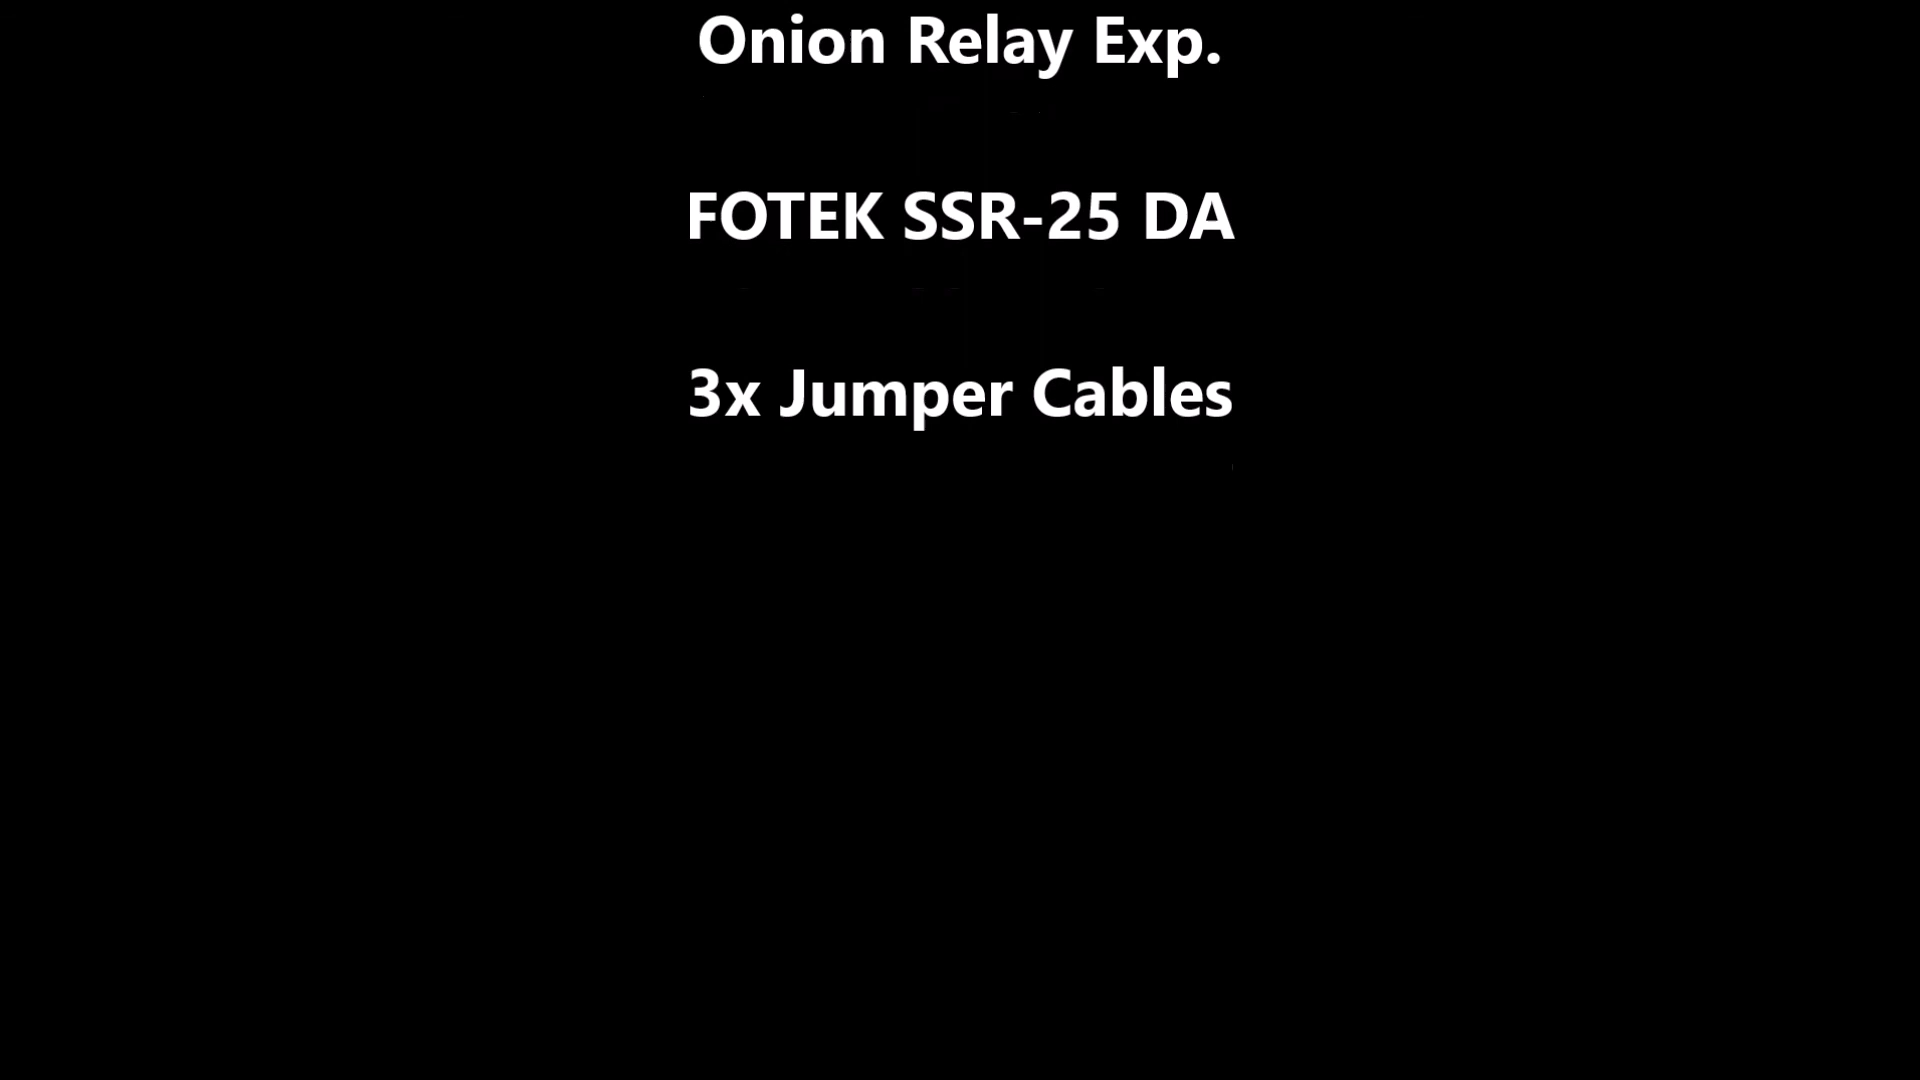 Onion Relay Exp.
FOTEK SSR-25 DA
3x Jumper Cables